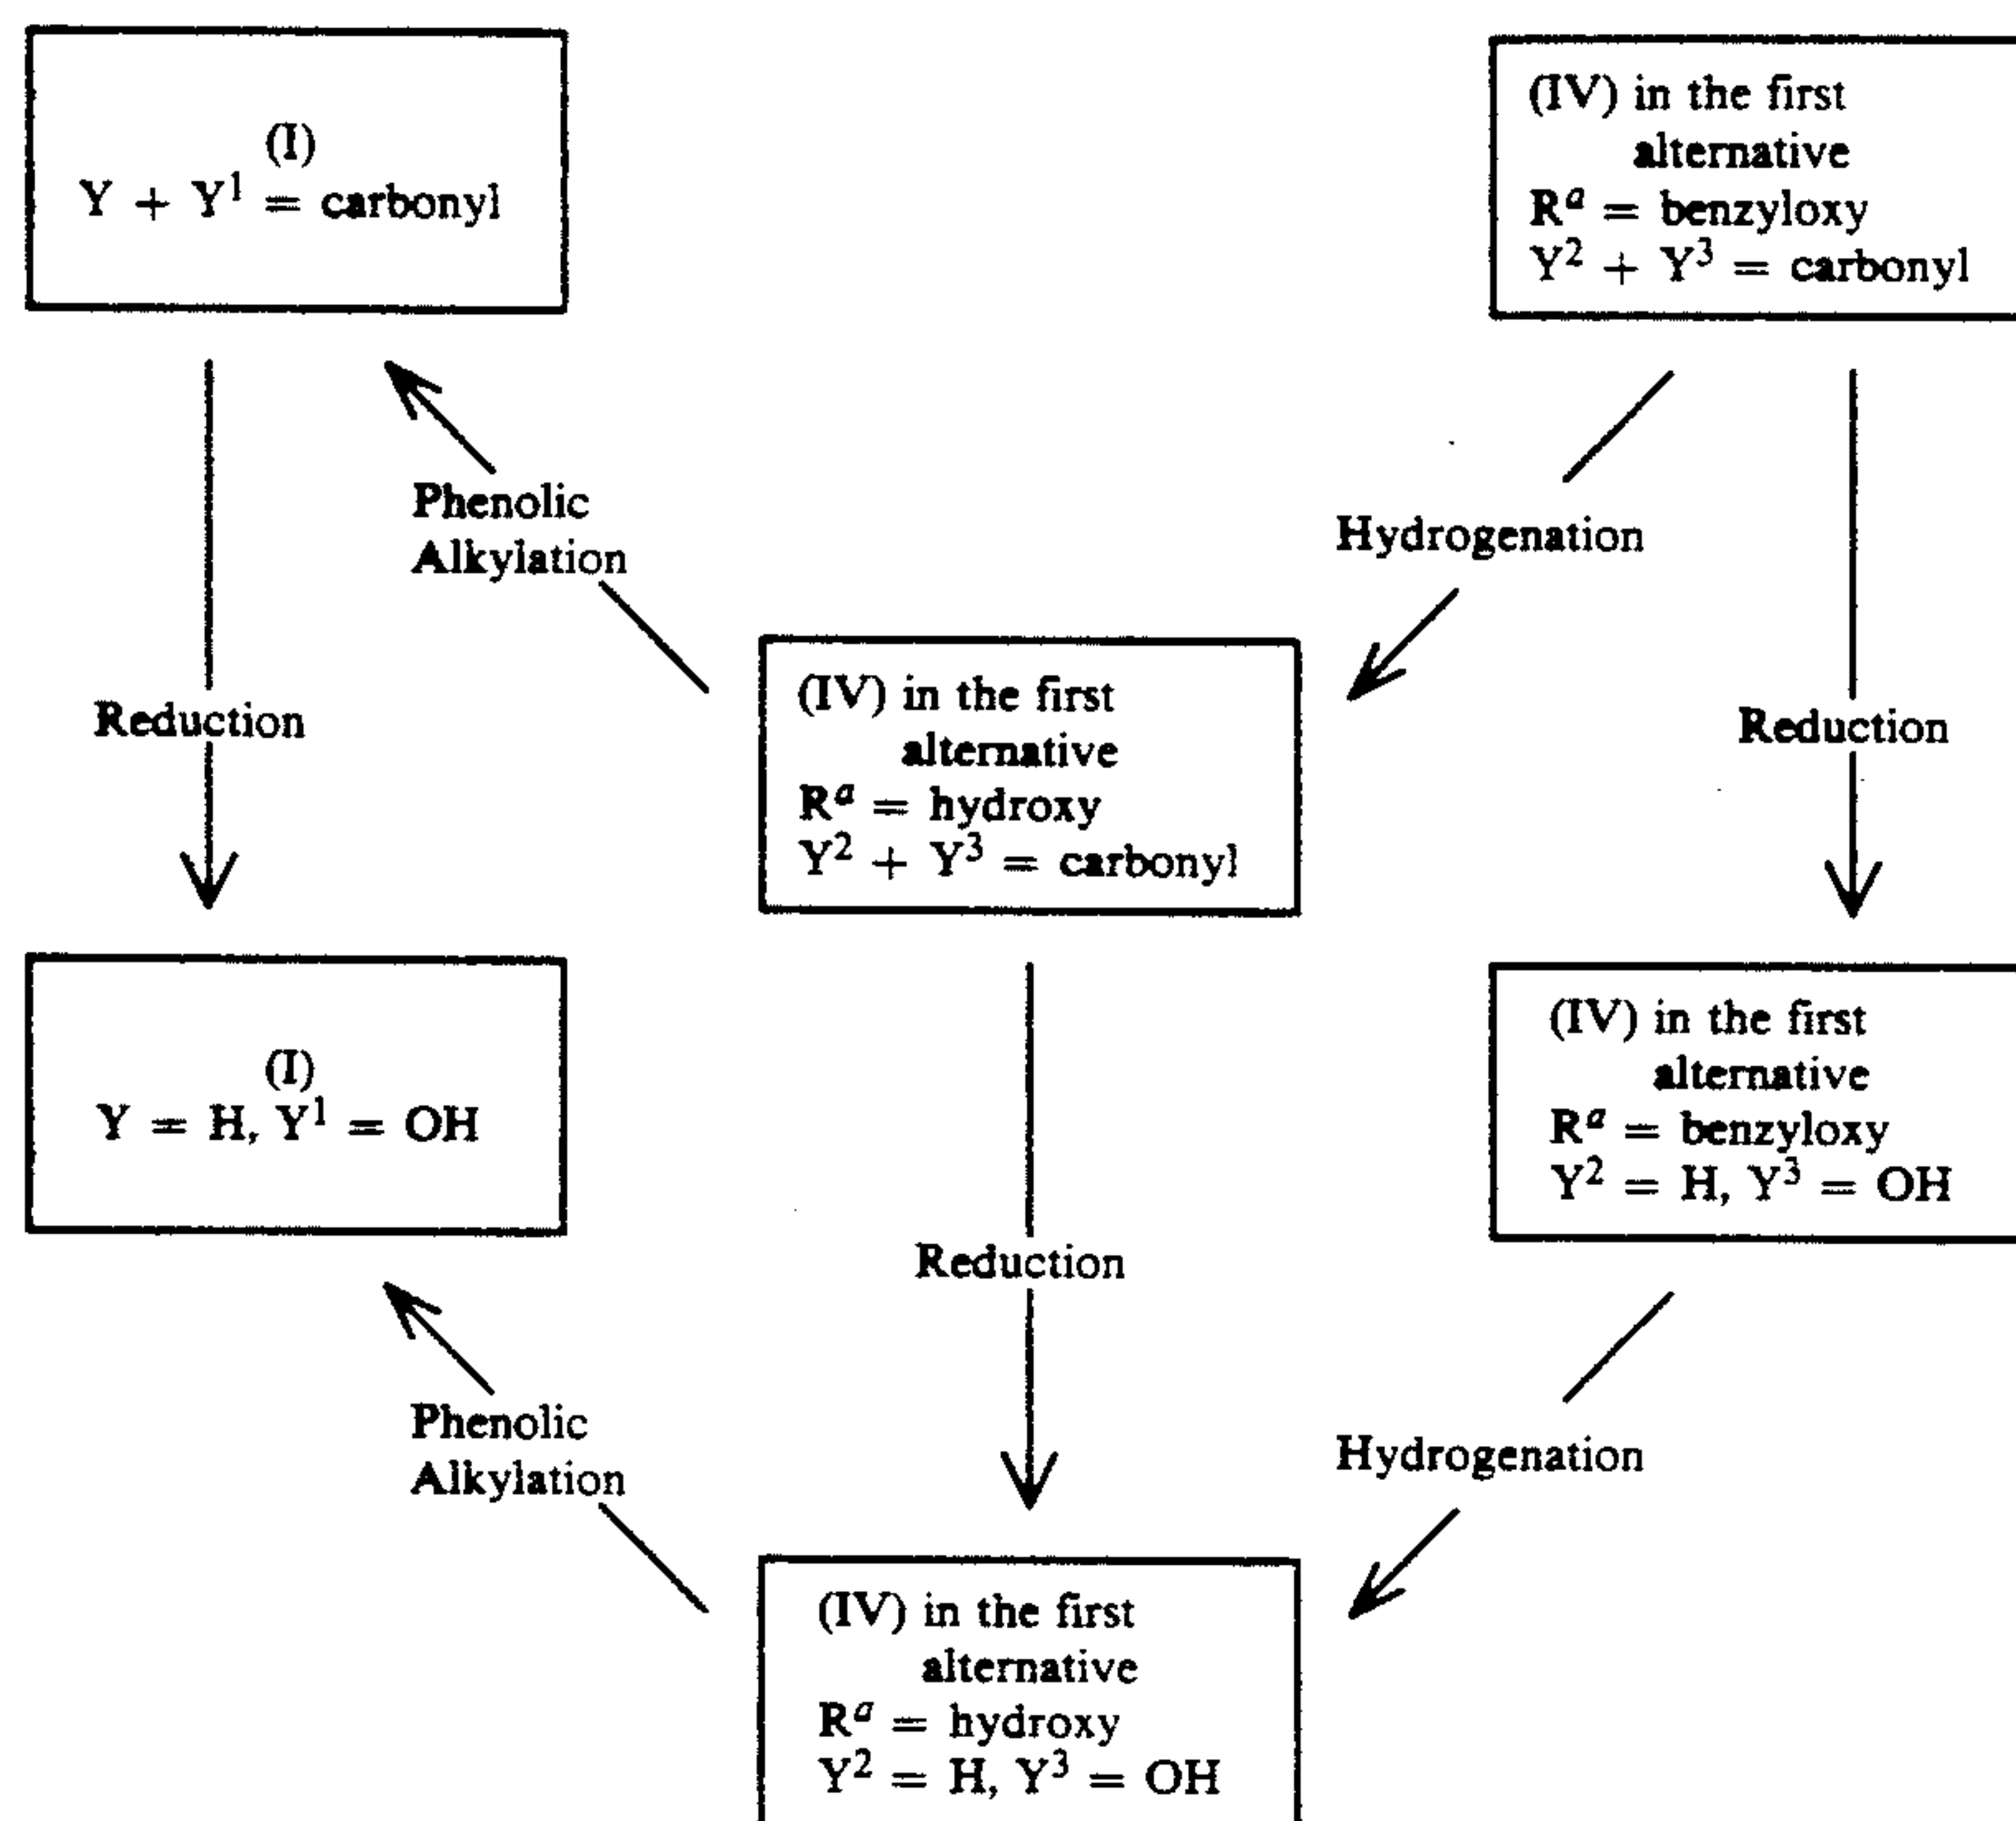 (I)
Y + Y¹ = carbonyl
(IV) in the first
alternative
Rᵃ = benzyloxy
Y² + Y³ = carbonyl
Phenolic
Alkylation
Hydrogenation
Reduction
(IV) in the first
alternative
Rᵃ = hydroxy
Y² + Y³ = carbonyl
Reduction
(I)
Y = H, Y¹ = OH
(IV) in the first
alternative
Rᵃ = benzyloxy
Y² = H, Y³ = OH
Reduction
Phenolic
Alkylation
Hydrogenation
(IV) in the first
alternative
Rᵃ = hydroxy
Y² = H, Y³ = OH